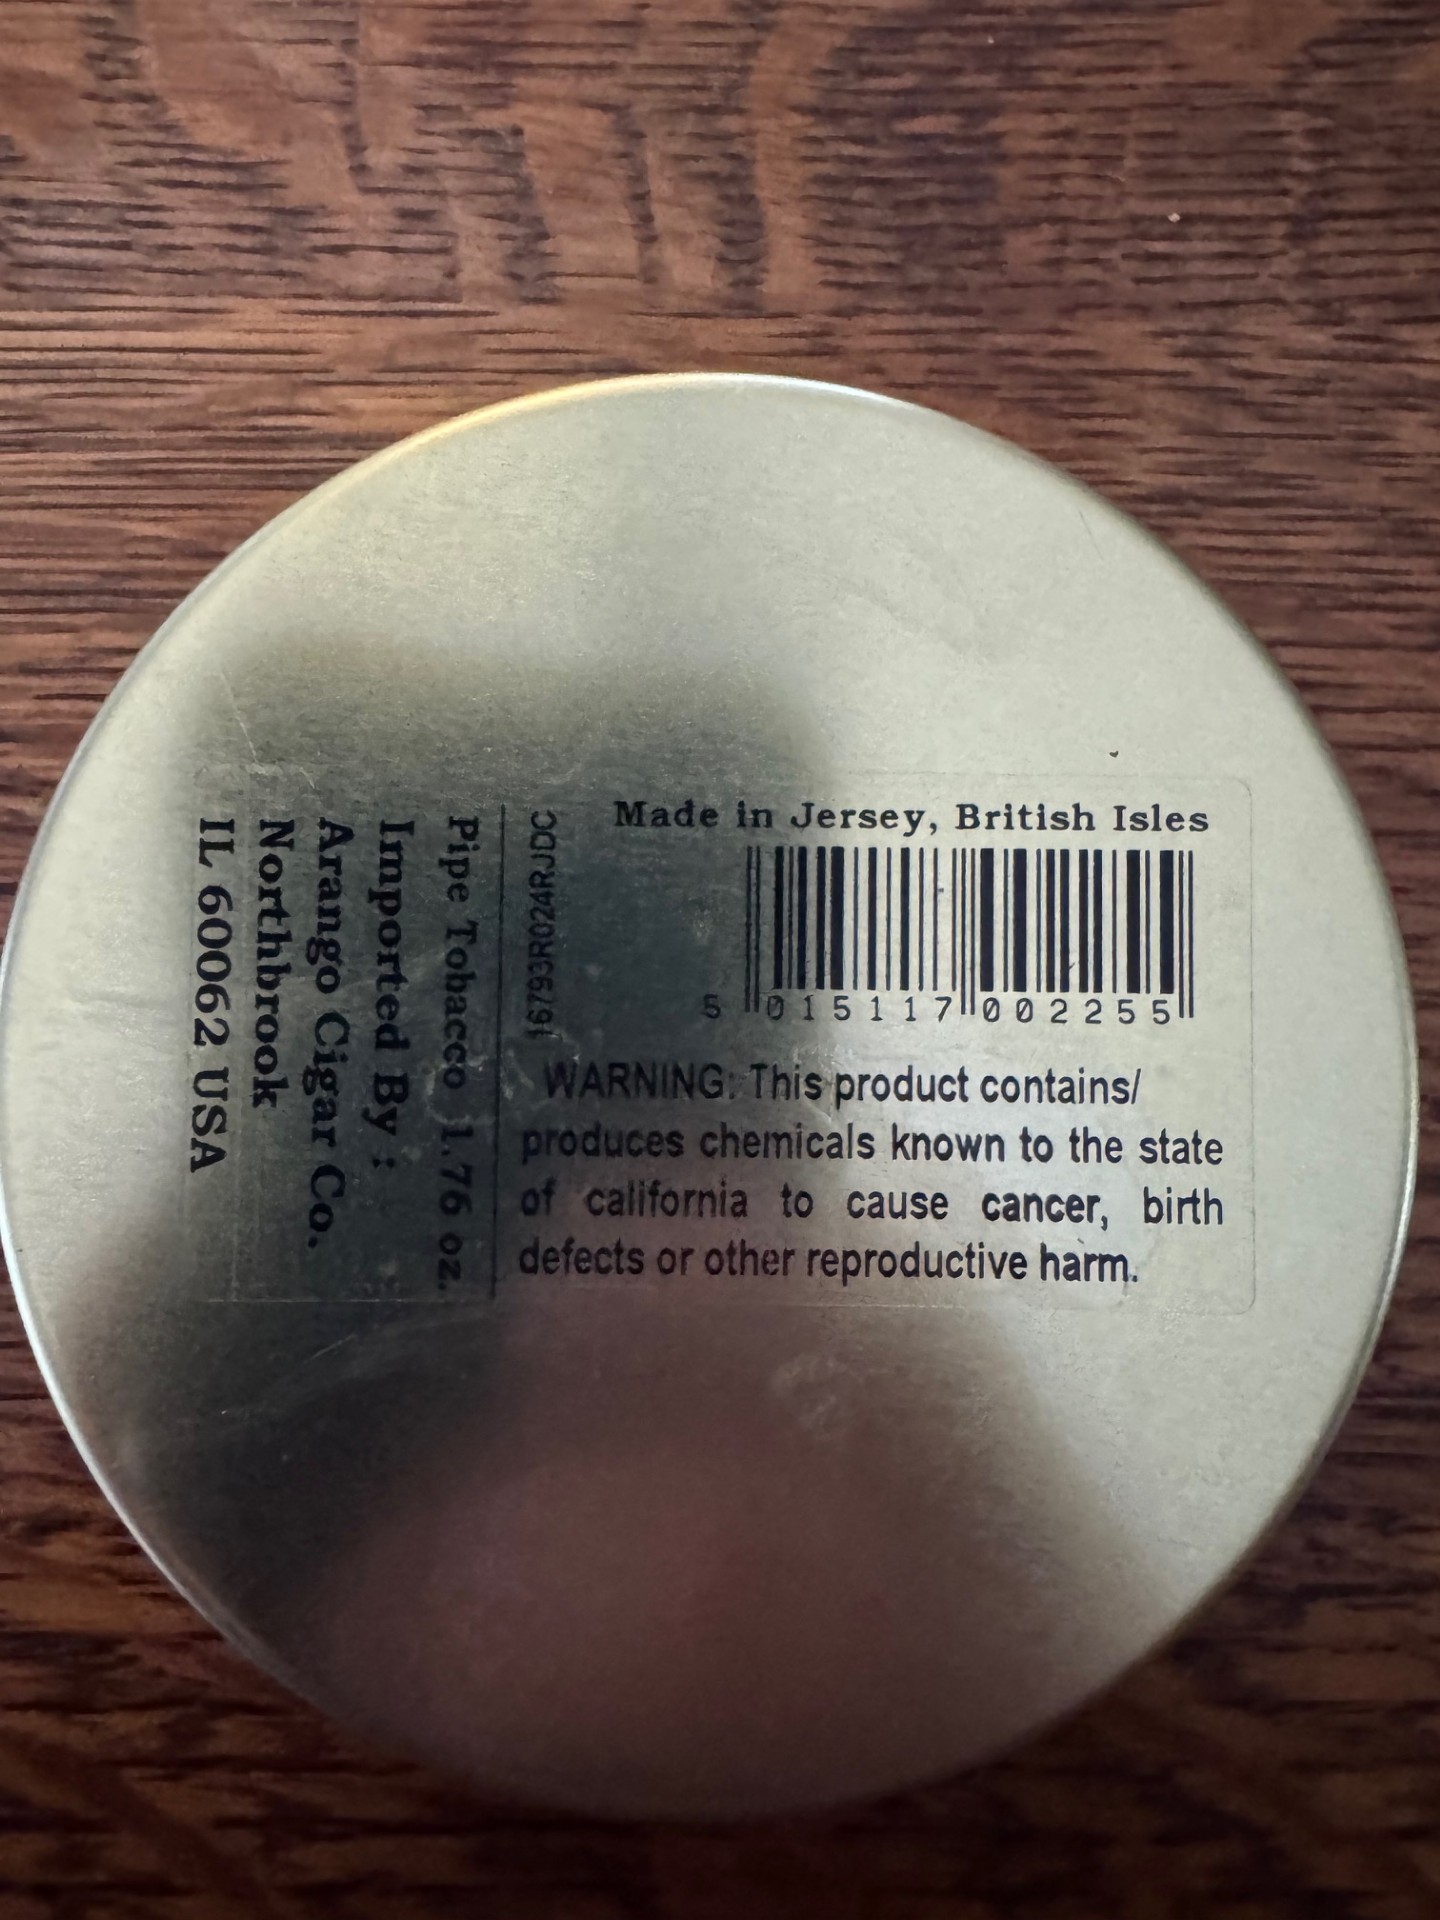 Made in Jersey, British Isles
5 015117 002255
WARNING: This product contains/
produces chemicals known to the state
of california to cause cancer, birth
defects or other reproductive harm.
16793R024RJDC
Pipe Tobacco 1.76 oz.
Imported By :
Arango Cigar Co.
Northbrook
IL 60062 USA